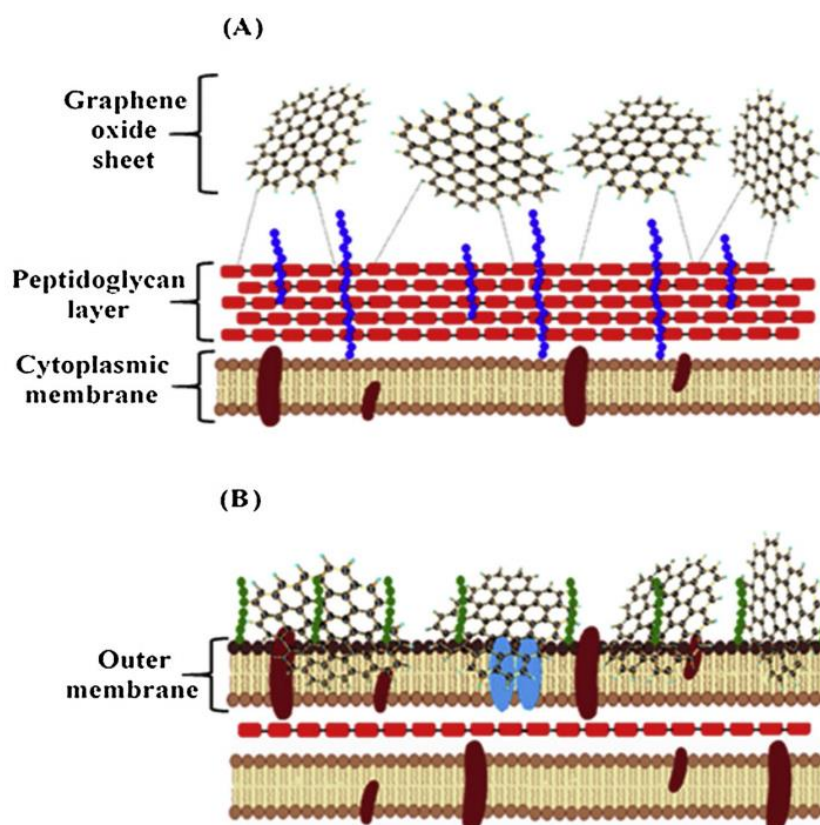 (A)
Graphene
oxide
sheet
Peptidoglycan
layer
Cytoplasmic
membrane
(B)
Outer
membrane